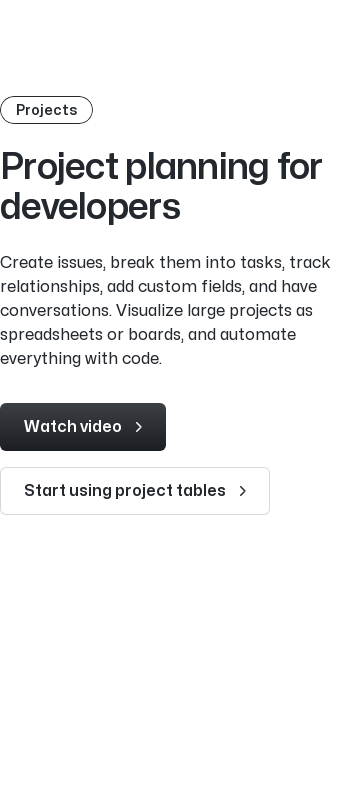 Projects
Project planning for
developers
Create issues, break them into tasks, track
relationships, add custom fields, and have
conversations. Visualize large projects as
spreadsheets or boards, and automate
everything with code.
Watch video
Start using project tables